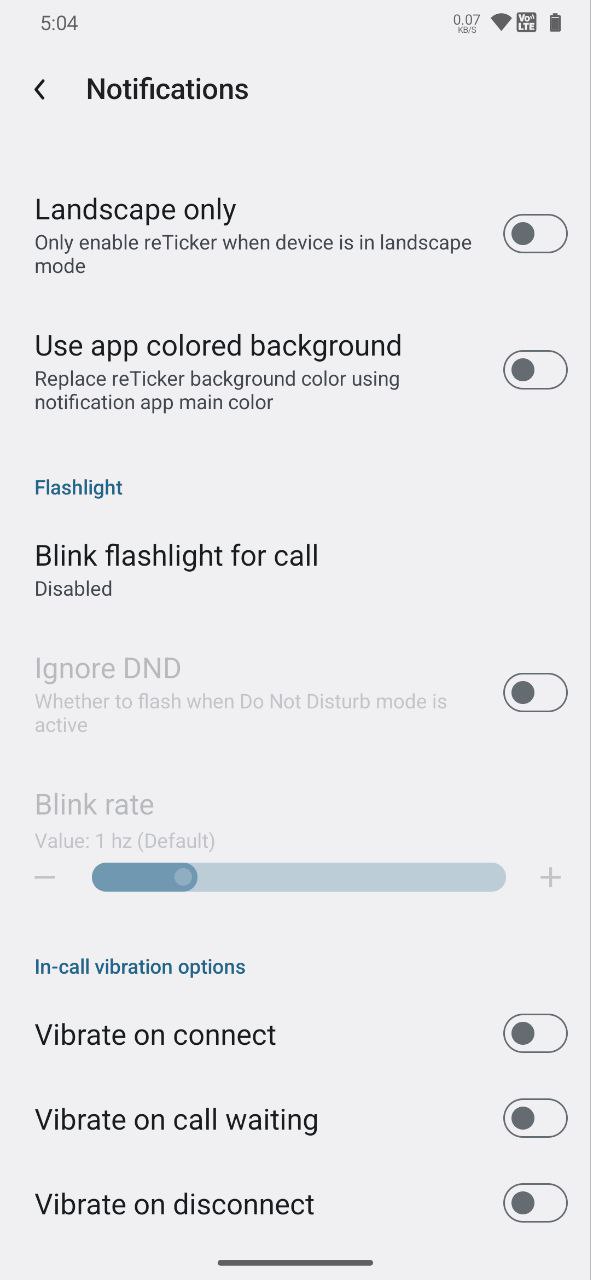 5:04
0.07
KB/S
Vo
LTE
Notifications
Landscape only
Only enable reTicker when device is in landscape
mode
Use app colored background
Replace reTicker background color using
notification app main color
Flashlight
Blink flashlight for call
Disabled
Ignore DND
Whether to flash when Do Not Disturb mode is
active
Blink rate
Value: 1 hz (Default)
In-call vibration options
Vibrate on connect
Vibrate on call waiting
Vibrate on disconnect